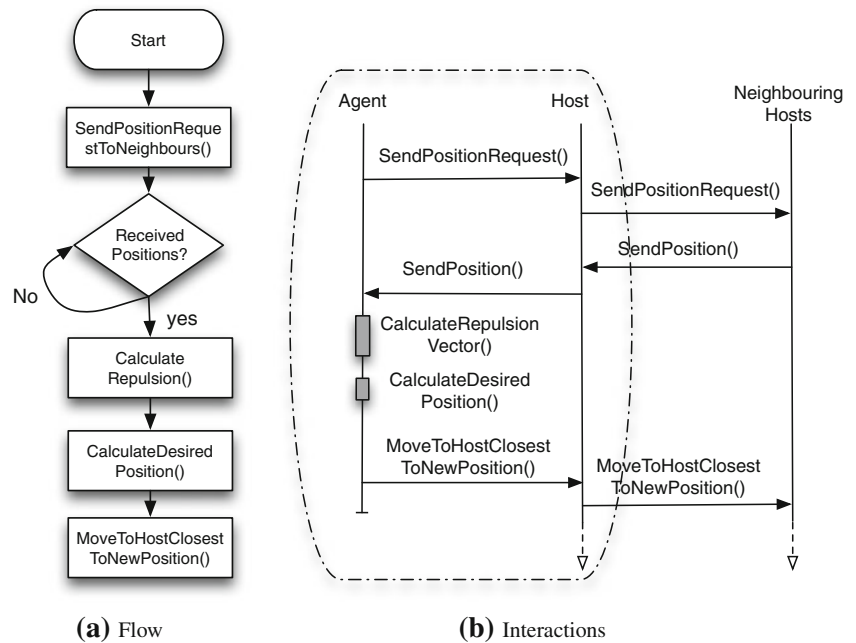 Start
SendPositionReque
stToNeighbours()
Received
Positions?
No
yes
Calculate
Repulsion()
CalculateDesired
Position()
MoveToHostClosest
ToNewPosition()
(a) Flow
Agent
Host
Neighbouring
Hosts
SendPositionRequest()
SendPositionRequest()
SendPosition()
SendPosition()
CalculateRepulsion
Vector()
CalculateDesired
Position()
MoveToHostClosest
ToNewPosition()
MoveToHostClosest
ToNewPosition()
(b) Interactions